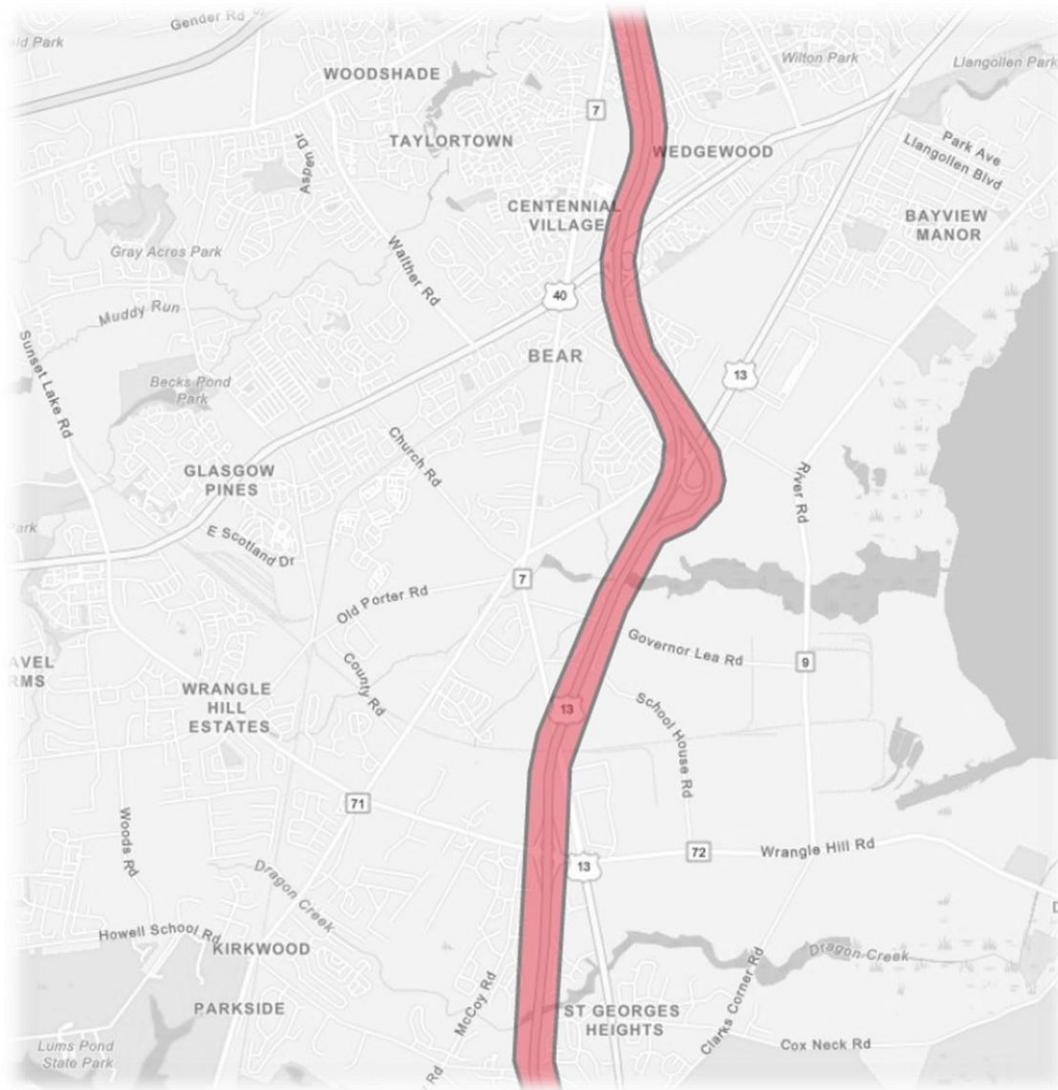 Gender Rd
Park
Wilton Park
Llangollen Park
WOODSHADE
7
TAYLORTOWN
WEDGEWOOD
Park Ave
Llangollen Blvd
Aspen Dr
CENTENNIAL
VILLAGE
BAYVIEW
MANOR
Gray Acres Park
Walther Rd
Muddy Run
40
BEAR
13
Sunset Lake Rd
Becks Pond
Park
Church Rd
GLASGOW
PINES
River Rd
E Scotland Dr
7
Old Porter Rd
Governor Lea Rd
9
County Rd
WRANGLE
HILL
ESTATES
13
School House Rd
71
Woods Rd
72
Wrangle Hill Rd
13
Dragon Creek
Howell School Rd
KIRKWOOD
Dragon Creek
McCoy Rd
PARKSIDE
ST GEORGES
HEIGHTS
Clarks Corner Rd
Cox Neck Rd
Lums Pond
State Park
Rd